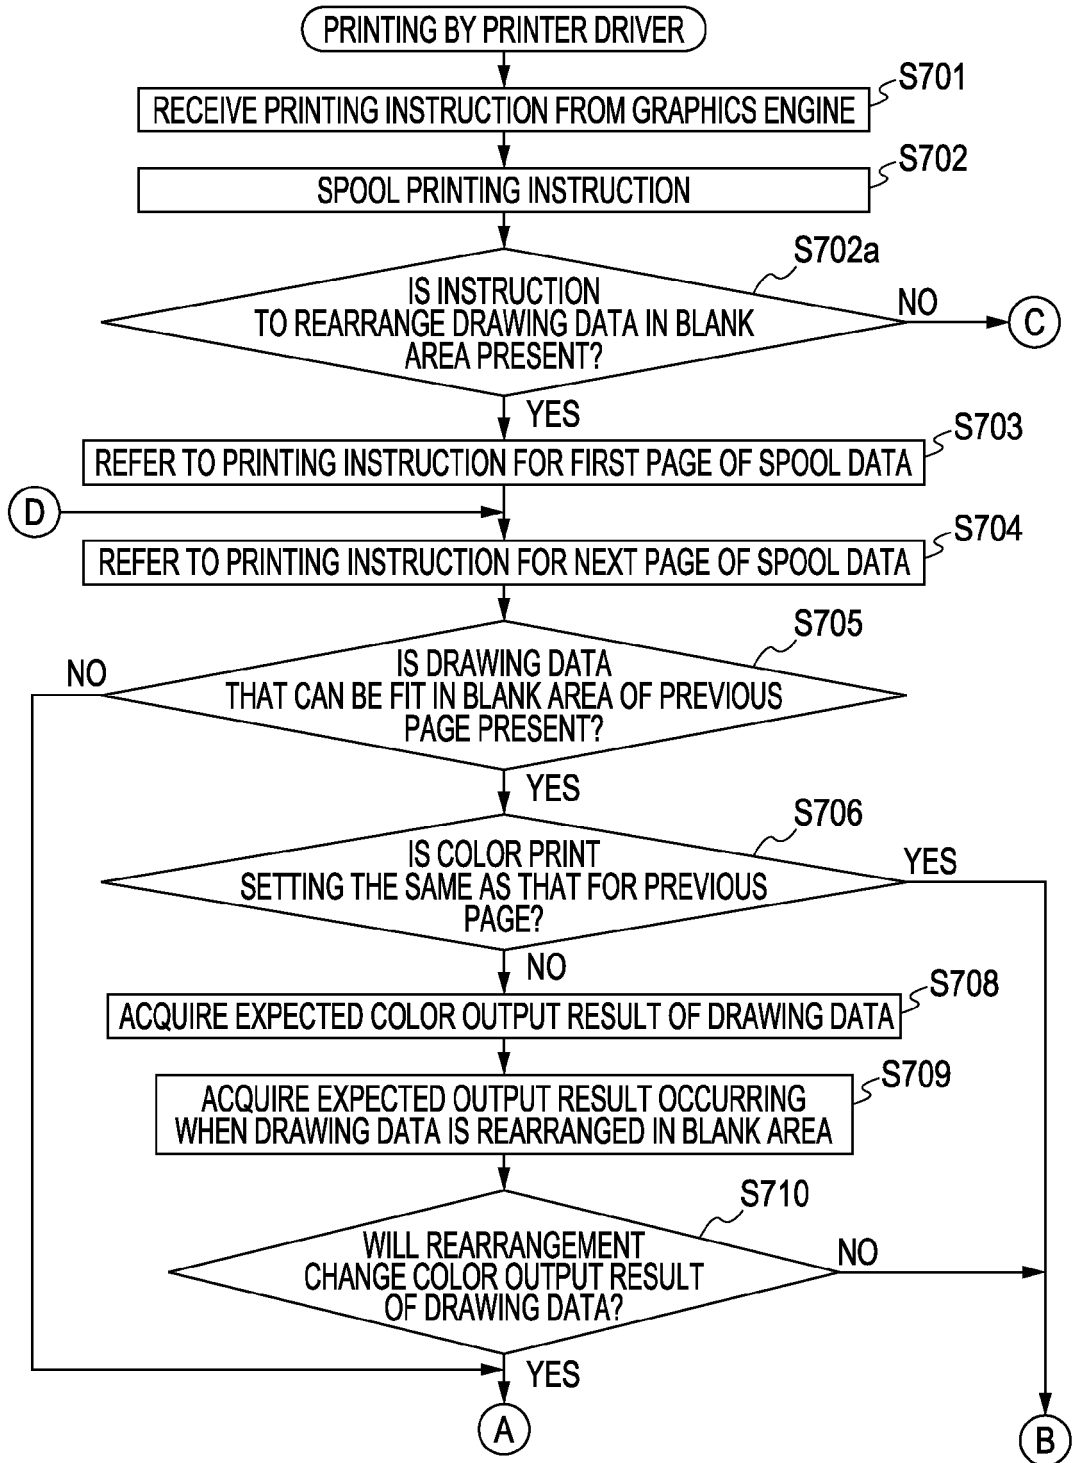 PRINTING BY PRINTER DRIVER
S701
RECEIVE PRINTING INSTRUCTION FROM GRAPHICS ENGINE
S702
SPOOL PRINTING INSTRUCTION
S702a
IS INSTRUCTION
TO REARRANGE DRAWING DATA IN BLANK
AREA PRESENT?
NO
C
YES
S703
REFER TO PRINTING INSTRUCTION FOR FIRST PAGE OF SPOOL DATA
D
S704
REFER TO PRINTING INSTRUCTION FOR NEXT PAGE OF SPOOL DATA
S705
NO
IS DRAWING DATA
THAT CAN BE FIT IN BLANK AREA OF PREVIOUS
PAGE PRESENT?
YES
S706
IS COLOR PRINT
SETTING THE SAME AS THAT FOR PREVIOUS
PAGE?
YES
NO
S708
ACQUIRE EXPECTED COLOR OUTPUT RESULT OF DRAWING DATA
S709
ACQUIRE EXPECTED OUTPUT RESULT OCCURRING
WHEN DRAWING DATA IS REARRANGED IN BLANK AREA
S710
WILL REARRANGEMENT
CHANGE COLOR OUTPUT RESULT
OF DRAWING DATA?
NO
YES
A
B